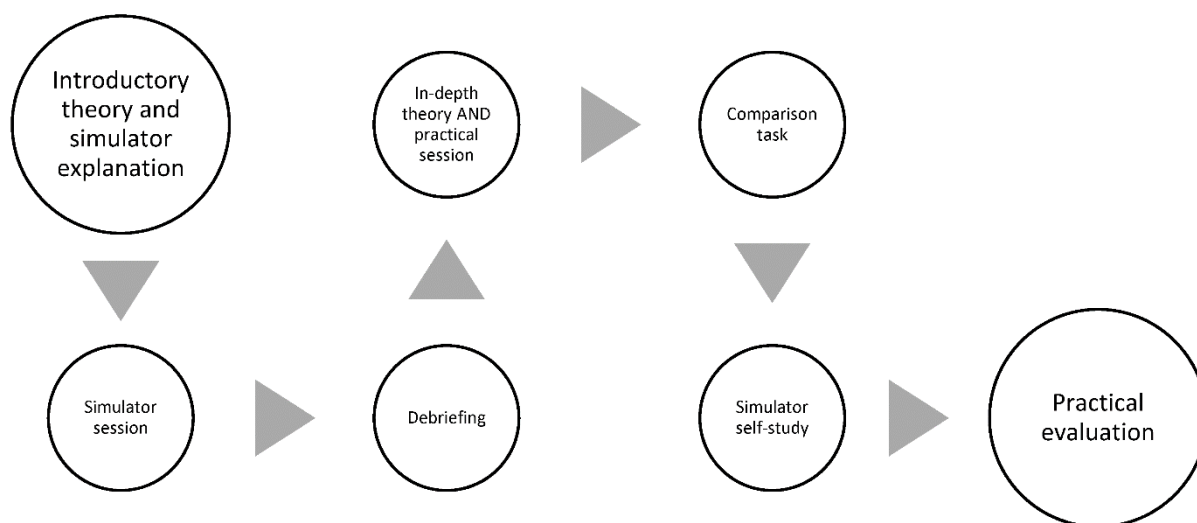 Introductory
theory and
simulator
explanation
Simulator
session
Debriefing
In-depth
theory AND
practical
session
Comparison
task
Simulator
self-study
Practical
evaluation